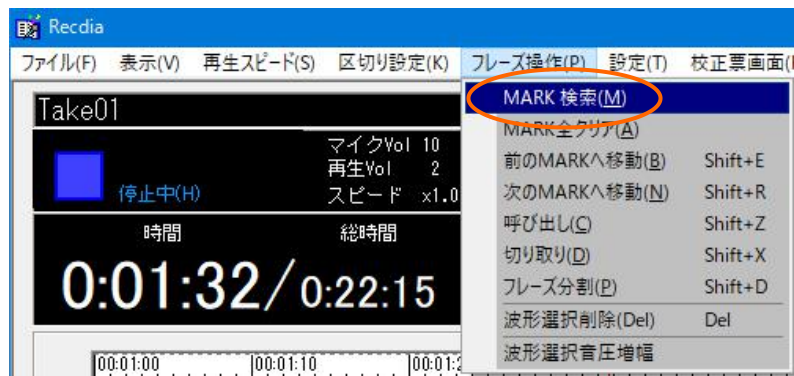 Recdia
ファイル(F) 表示(V) 再生スピード(S) 区切り設定(K) フレーズ操作(P) 設定(T) 校正票画面(
Take01
マイクVol 10
再生Vol 2
停止中(H)
スピード x1.0
時間 総時間
0:01:32/0:22:15
00:01:00 00:01:10 00:01:2
MARK 検索(M)
MARK全クリア(A)
前のMARKへ移動(B) Shift+E
次のMARKへ移動(N) Shift+R
呼び出し(C) Shift+Z
切り取り(D) Shift+X
フレーズ分割(P) Shift+D
波形選択削除(Del) Del
波形選択音圧増幅